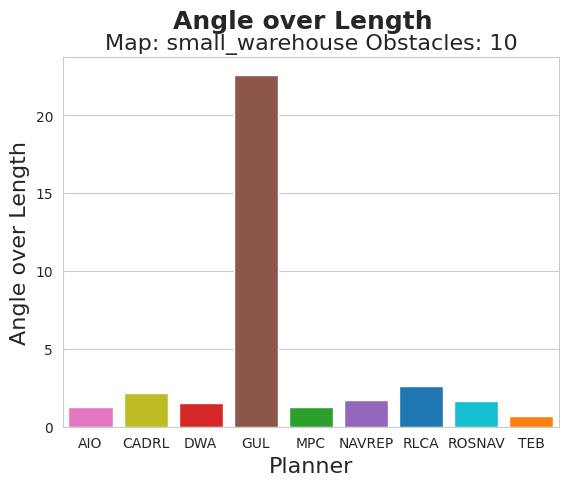 Angle over Length
Map: small_warehouse Obstacles: 10
Angle over Length
20
15
10
5
0
AIO CADRL DWA GUL MPC NAVREP RLCA ROSNAV TEB
Planner